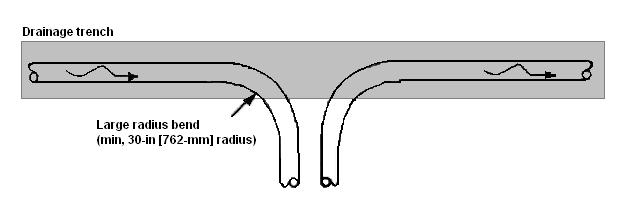 Drainage trench
Large radius bend
(min, 30-in [762-mm] radius)